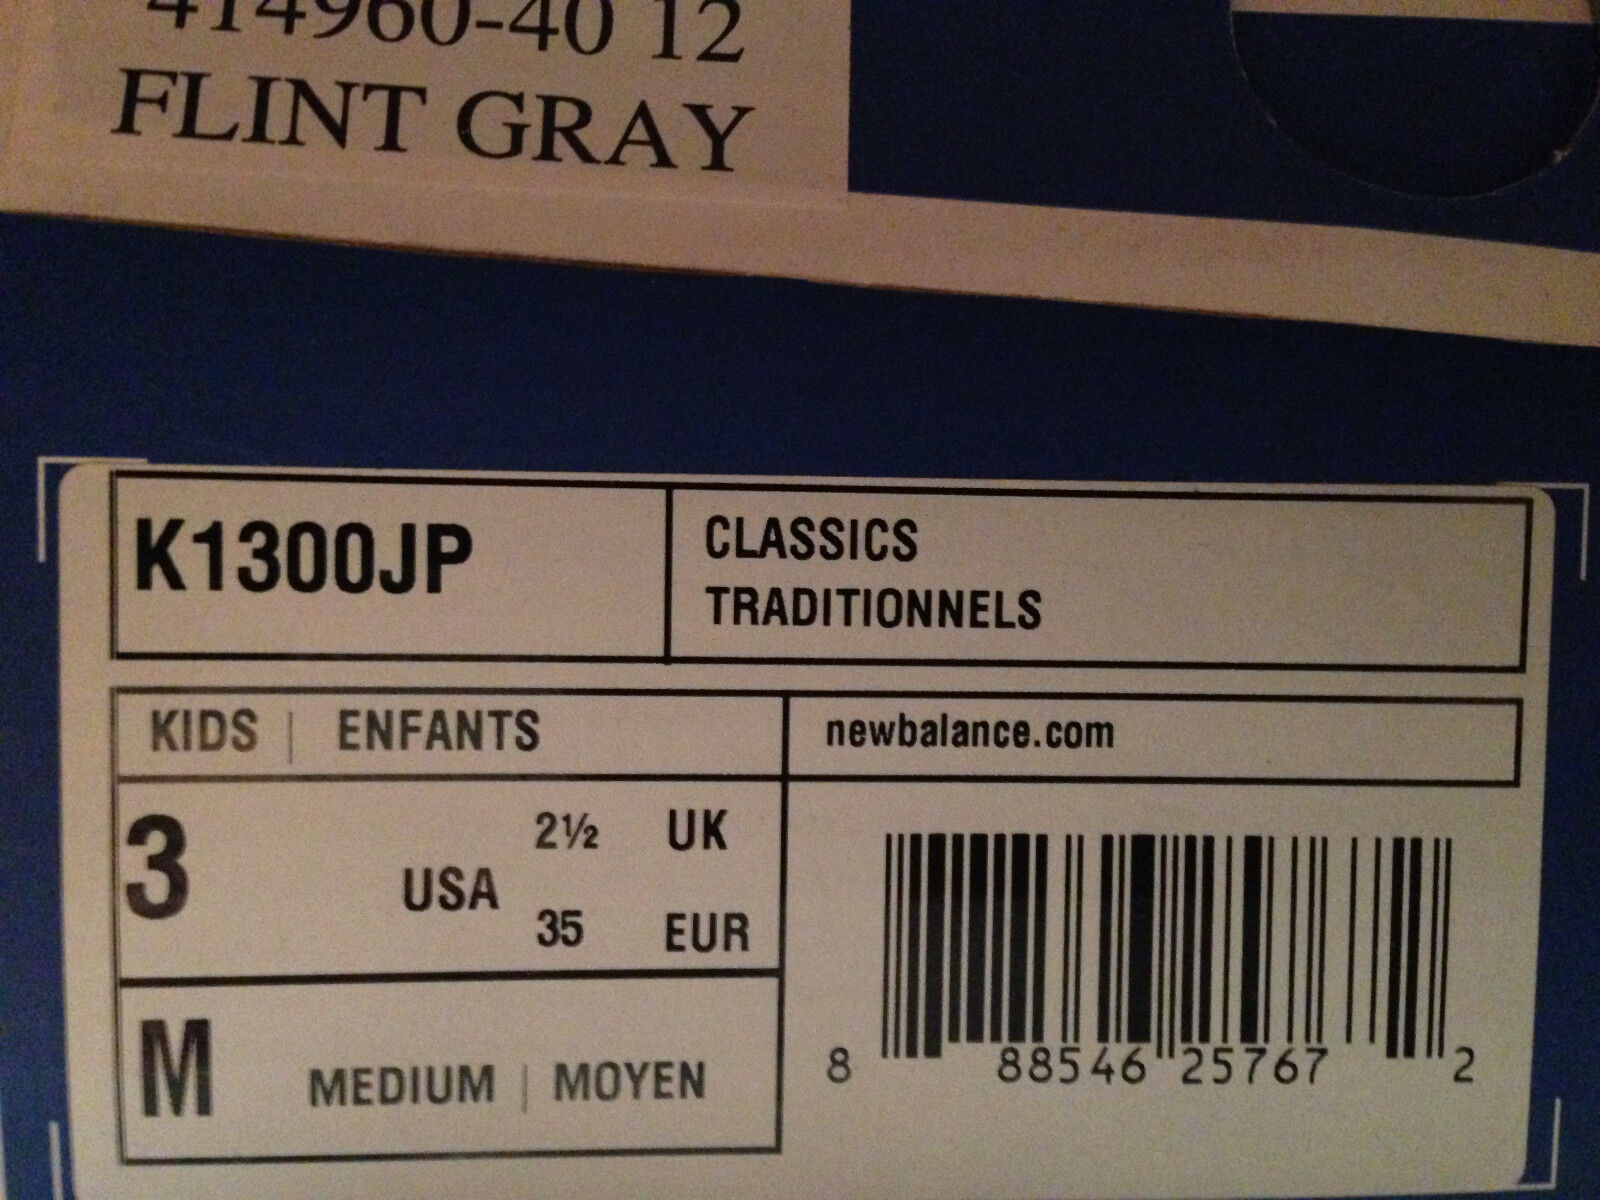 414960-40 12
FLINT GRAY
K1300JP
CLASSICS
TRADITIONNELS
KIDS | ENFANTS
newbalance.com
3 USA
2½ UK
35 EUR
M MEDIUM | MOYEN
8 88546 25767 2